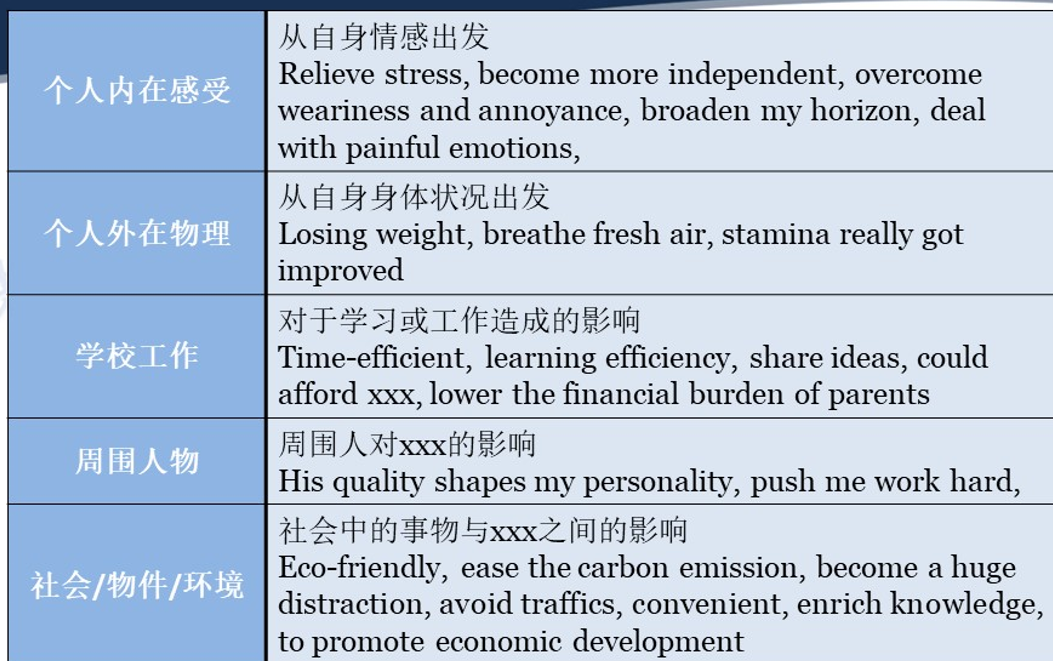 个人内在感受
从自身情感出发
Relieve stress, become more independent, overcome
weariness and annoyance, broaden my horizon, deal
with painful emotions,
个人外在物理
从自身身体状况出发
Losing weight, breathe fresh air, stamina really got
improved
学校工作
对于学习或工作造成的影响
Time-efficient, learning efficiency, share ideas, could
afford xxx, lower the financial burden of parents
周围人物
周围人对xxx的影响
His quality shapes my personality, push me work hard,
社会/物件/环境
社会中的事物与xxx之间的影响
Eco-friendly, ease the carbon emission, become a huge
distraction, avoid traffics, convenient, enrich knowledge,
to promote economic development